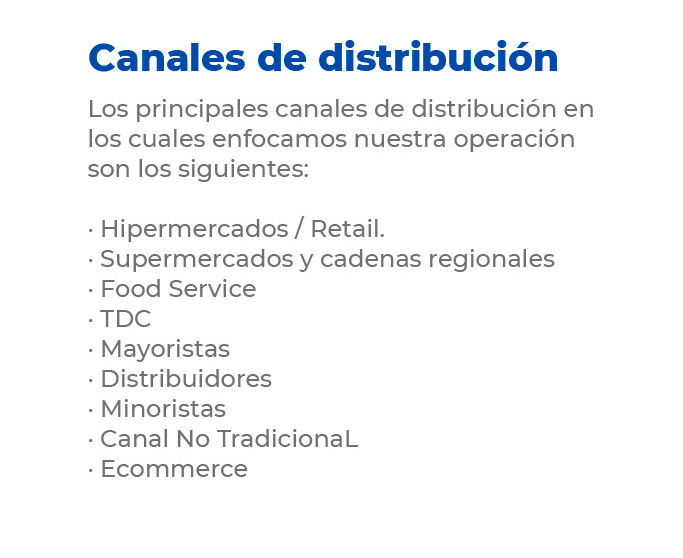 Canales de distribución
Los principales canales de distribución en
los cuales enfocamos nuestra operación
son los siguientes:
· Hipermercados / Retail.
· Supermercados y cadenas regionales
· Food Service
· TDC
· Mayoristas
· Distribuidores
· Minoristas
· Canal No TradicionaL
· Ecommerce